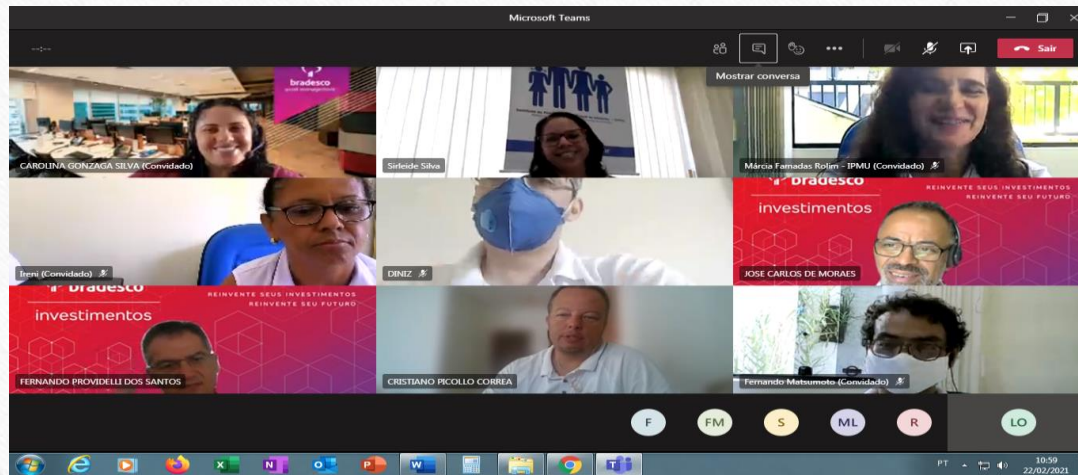 Microsoft Teams
--:--
Sair
Mostrar conversa
bradesco
CAROLINA GONZAGA SILVA (Convidado)
Sirleide Silva
Márcia Famadas Rolim - IPMU (Convidado)
Ireni (Convidado)
DINIZ
bradesco
investimentos
REINVENTE SEUS INVESTIMENTOS
REINVENTE SEU FUTURO
JOSE CARLOS DE MORAES
bradesco
investimentos
REINVENTE SEUS INVESTIMENTOS
REINVENTE SEU FUTURO
FERNANDO PROVIDELLI DOS SANTOS
CRISTIANO PICOLLO CORREA
Fernando Matsumoto (Convidado)
F
FM
S
ML
R
LO
PT
10:59
22/02/2021